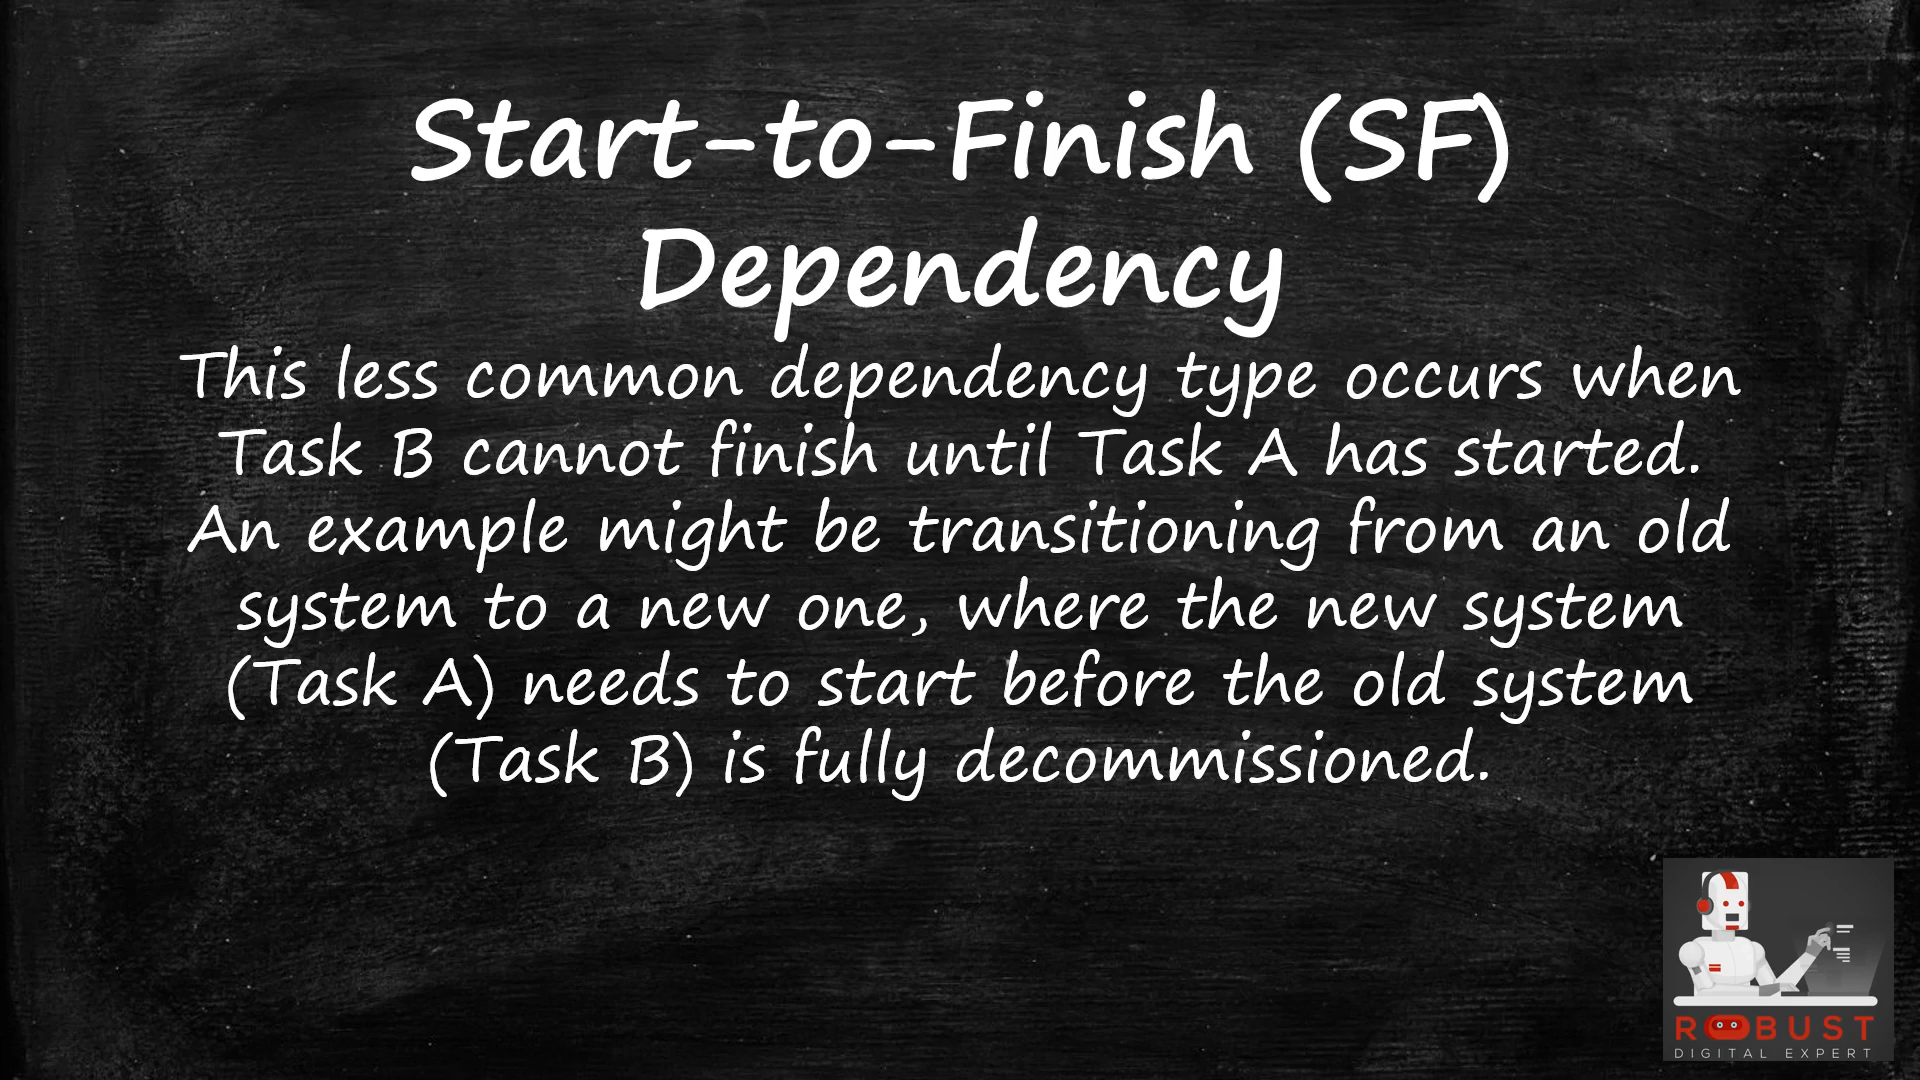 Start-to-Finish (SF)
Dependency
This less common dependency type occurs when
Task B cannot finish until Task A has started.
An example might be transitioning from an old
system to a new one, where the new system
(Task A) needs to start before the old system
(Task B) is fully decommissioned.
ROBUST
DIGITAL EXPERT